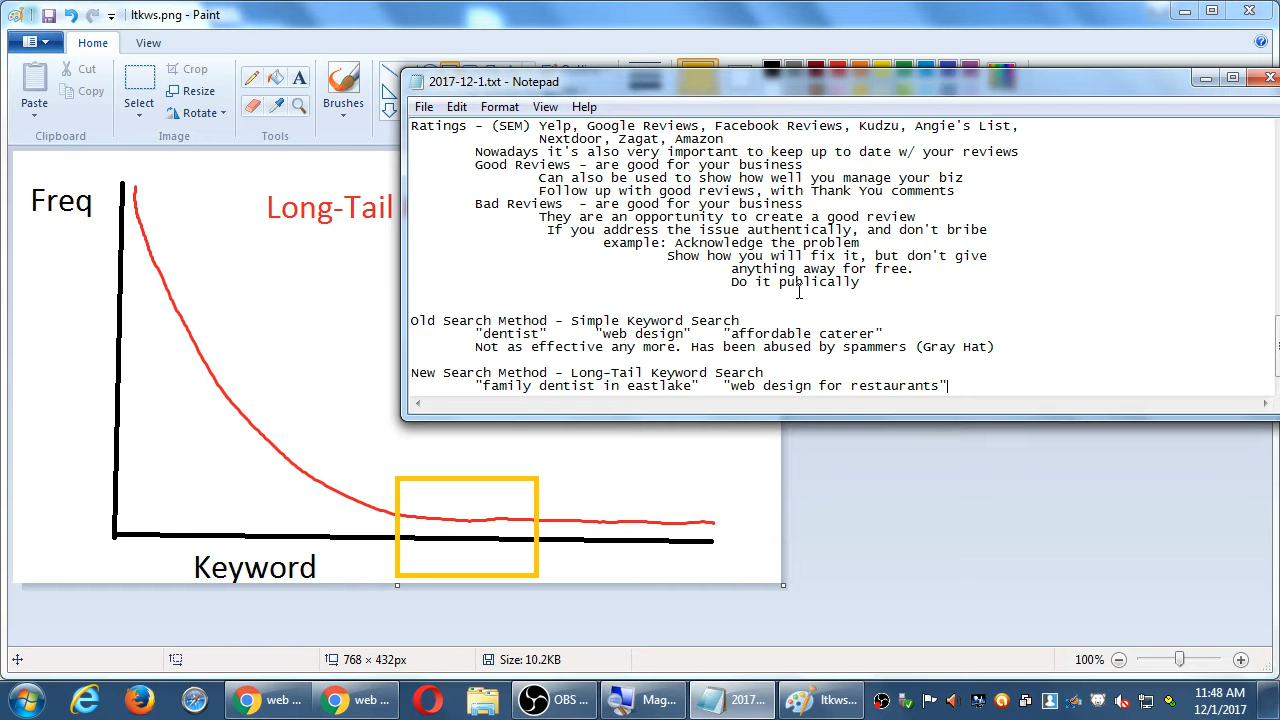 ltkws.png - Paint
Home View
Paste
Cut
Copy
Clipboard
Select
Crop
Resize
Rotate
Image
Tools
Brushes
2017-12-1.txt - Notepad
File Edit Format View Help
Ratings - (SEM) Yelp, Google Reviews, Facebook Reviews, Kudzu, Angie's List,
Nextdoor, Zagat, Amazon
Nowadays it's also very important to keep up to date w/ your reviews
Good Reviews - are good for your business
Can also be used to show how well you manage your biz
Follow up with good reviews, with Thank You comments
Bad Reviews - are good for your business
They are an opportunity to create a good review
If you address the issue authentically, and don't bribe
example: Acknowledge the problem
Show how you will fix it, but don't give
anything away for free.
Do it publically
Old Search Method - Simple Keyword Search
"dentist" "web design" "affordable caterer"
Not as effective any more. Has been abused by spammers (Gray Hat)
New Search Method - Long-Tail Keyword Search
"family dentist in eastlake" "web design for restaurants"
Freq
Long-Tail
Keyword
768 × 432px
Size: 10.2KB
100%
web ...
web ...
OBS ...
Mag...
2017...
ltkws...
11:48 AM
12/1/2017